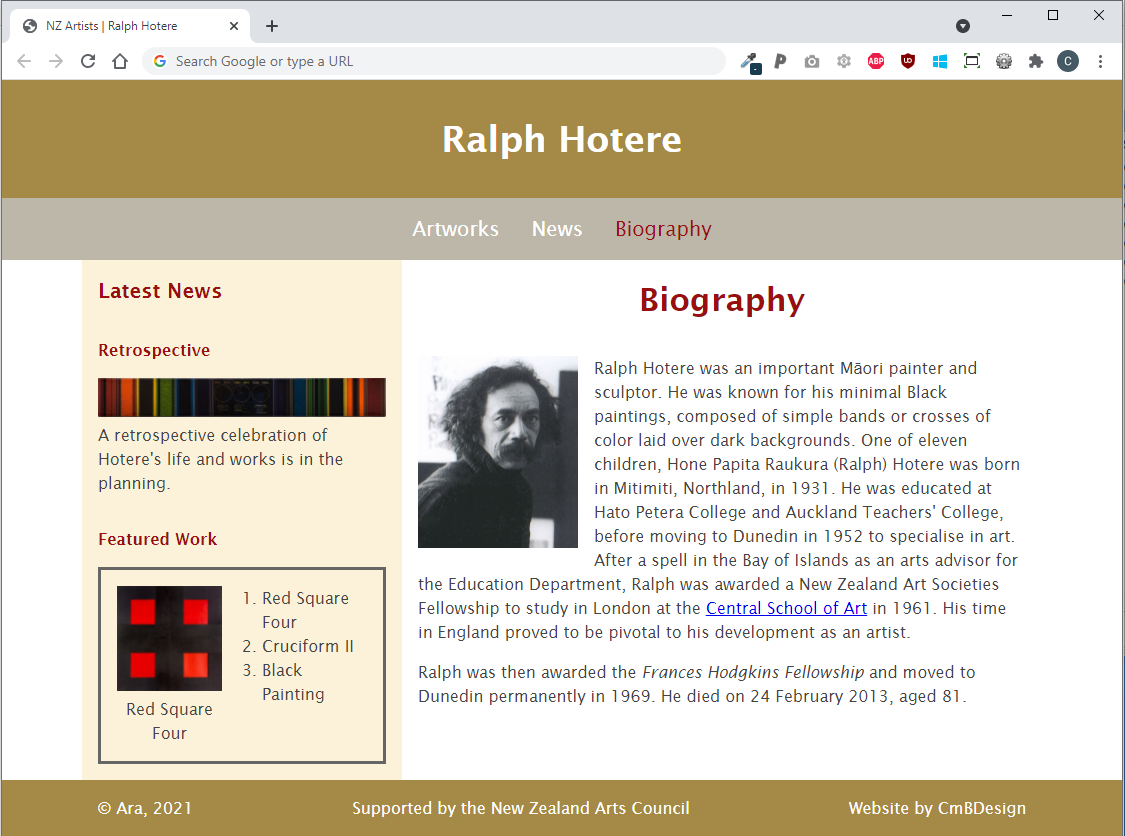 NZ Artists | Ralph Hotere
Search Google or type a URL
ABP
UD
C
Ralph Hotere
Artworks News Biography
Latest News
Retrospective
A retrospective celebration of
Hotere's life and works is in the
planning.
Featured Work
Red Square
Four
1. Red Square
Four
2. Cruciform II
3. Black
Painting
Biography
Ralph Hotere was an important Māori painter and
sculptor. He was known for his minimal Black
paintings, composed of simple bands or crosses of
color laid over dark backgrounds. One of eleven
children, Hone Papita Raukura (Ralph) Hotere was born
in Mitimiti, Northland, in 1931. He was educated at
Hato Petera College and Auckland Teachers' College,
before moving to Dunedin in 1952 to specialise in art.
After a spell in the Bay of Islands as an arts advisor for
the Education Department, Ralph was awarded a New Zealand Art Societies
Fellowship to study in London at the Central School of Art in 1961. His time
in England proved to be pivotal to his development as an artist.
Ralph was then awarded the Frances Hodgkins Fellowship and moved to
Dunedin permanently in 1969. He died on 24 February 2013, aged 81.
© Ara, 2021
Supported by the New Zealand Arts Council
Website by CmBDesign